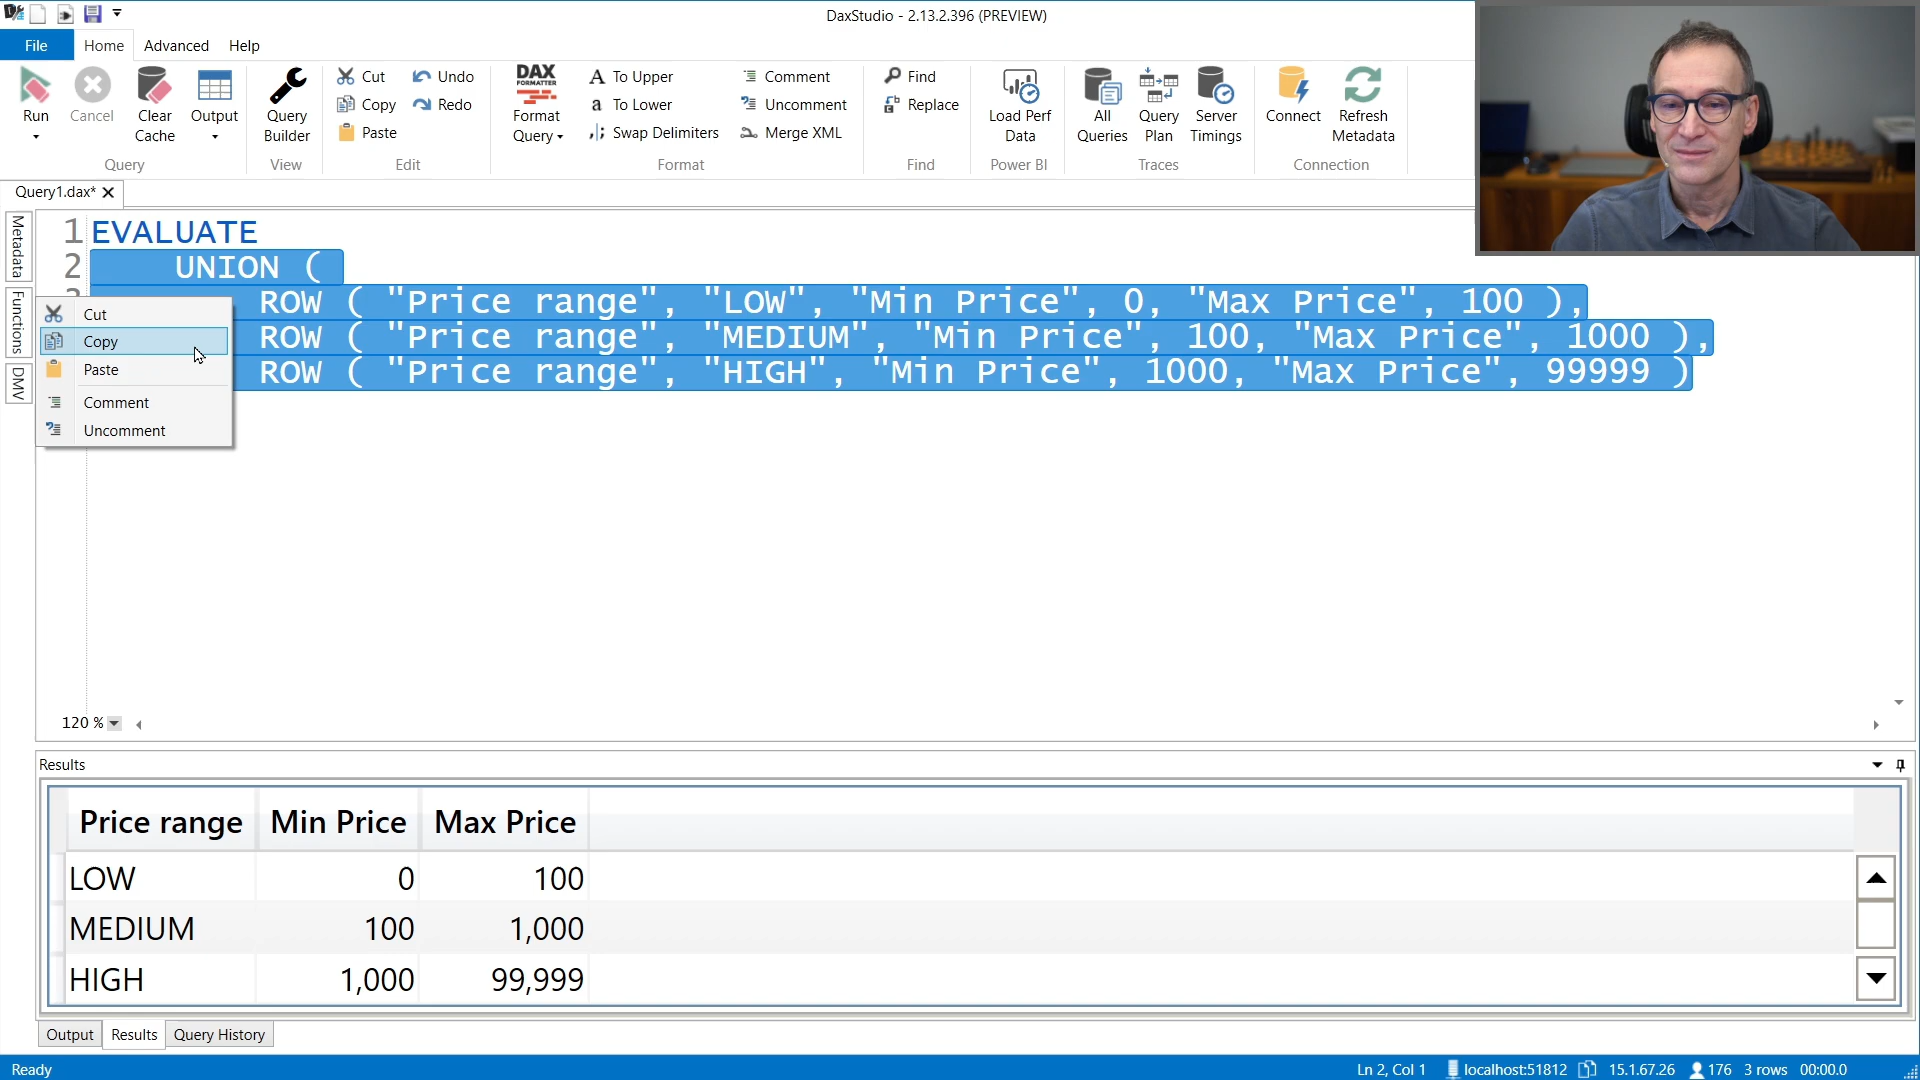 DaxStudio - 2.13.2.396 (PREVIEW)
File Home Advanced Help
Run Cancel Clear Cache Output
Query
Query Builder
View
Cut Undo
Copy Redo
Paste
Edit
DAX FORMATTER
Format Query
A To Upper
a To Lower
Swap Delimiters
Comment
Uncomment
Merge XML
Format
Find
Replace
Find
Load Perf Data
Power BI
All Queries Query Plan Server Timings
Traces
Connect Refresh Metadata
Connection
Query1.dax*
Metadata
Functions
DMV
1 EVALUATE
2 UNION (
ROW ( "Price range", "LOW", "Min Price", 0, "Max Price", 100 ),
ROW ( "Price range", "MEDIUM", "Min Price", 100, "Max Price", 1000 ),
ROW ( "Price range", "HIGH", "Min Price", 1000, "Max Price", 99999 )
Cut
Copy
Paste
Comment
Uncomment
120 %
Results
Price range Min Price Max Price
LOW 0 100
MEDIUM 100 1,000
HIGH 1,000 99,999
Output Results Query History
Ready Ln 2, Col 1 localhost:51812 15.1.67.26 176 3 rows 00:00.0